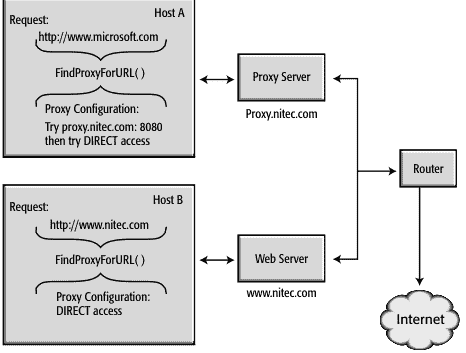 Host A
Request:
http://www.microsoft.com
FindProxyForURL( )
Proxy Configuration:
Try proxy.nitec.com: 8080
then try DIRECT access
Proxy Server
Proxy.nitec.com
Router
Host B
Request:
http://www.nitec.com
FindProxyForURL( )
Proxy Configuration:
DIRECT access
Web Server
www.nitec.com
Internet